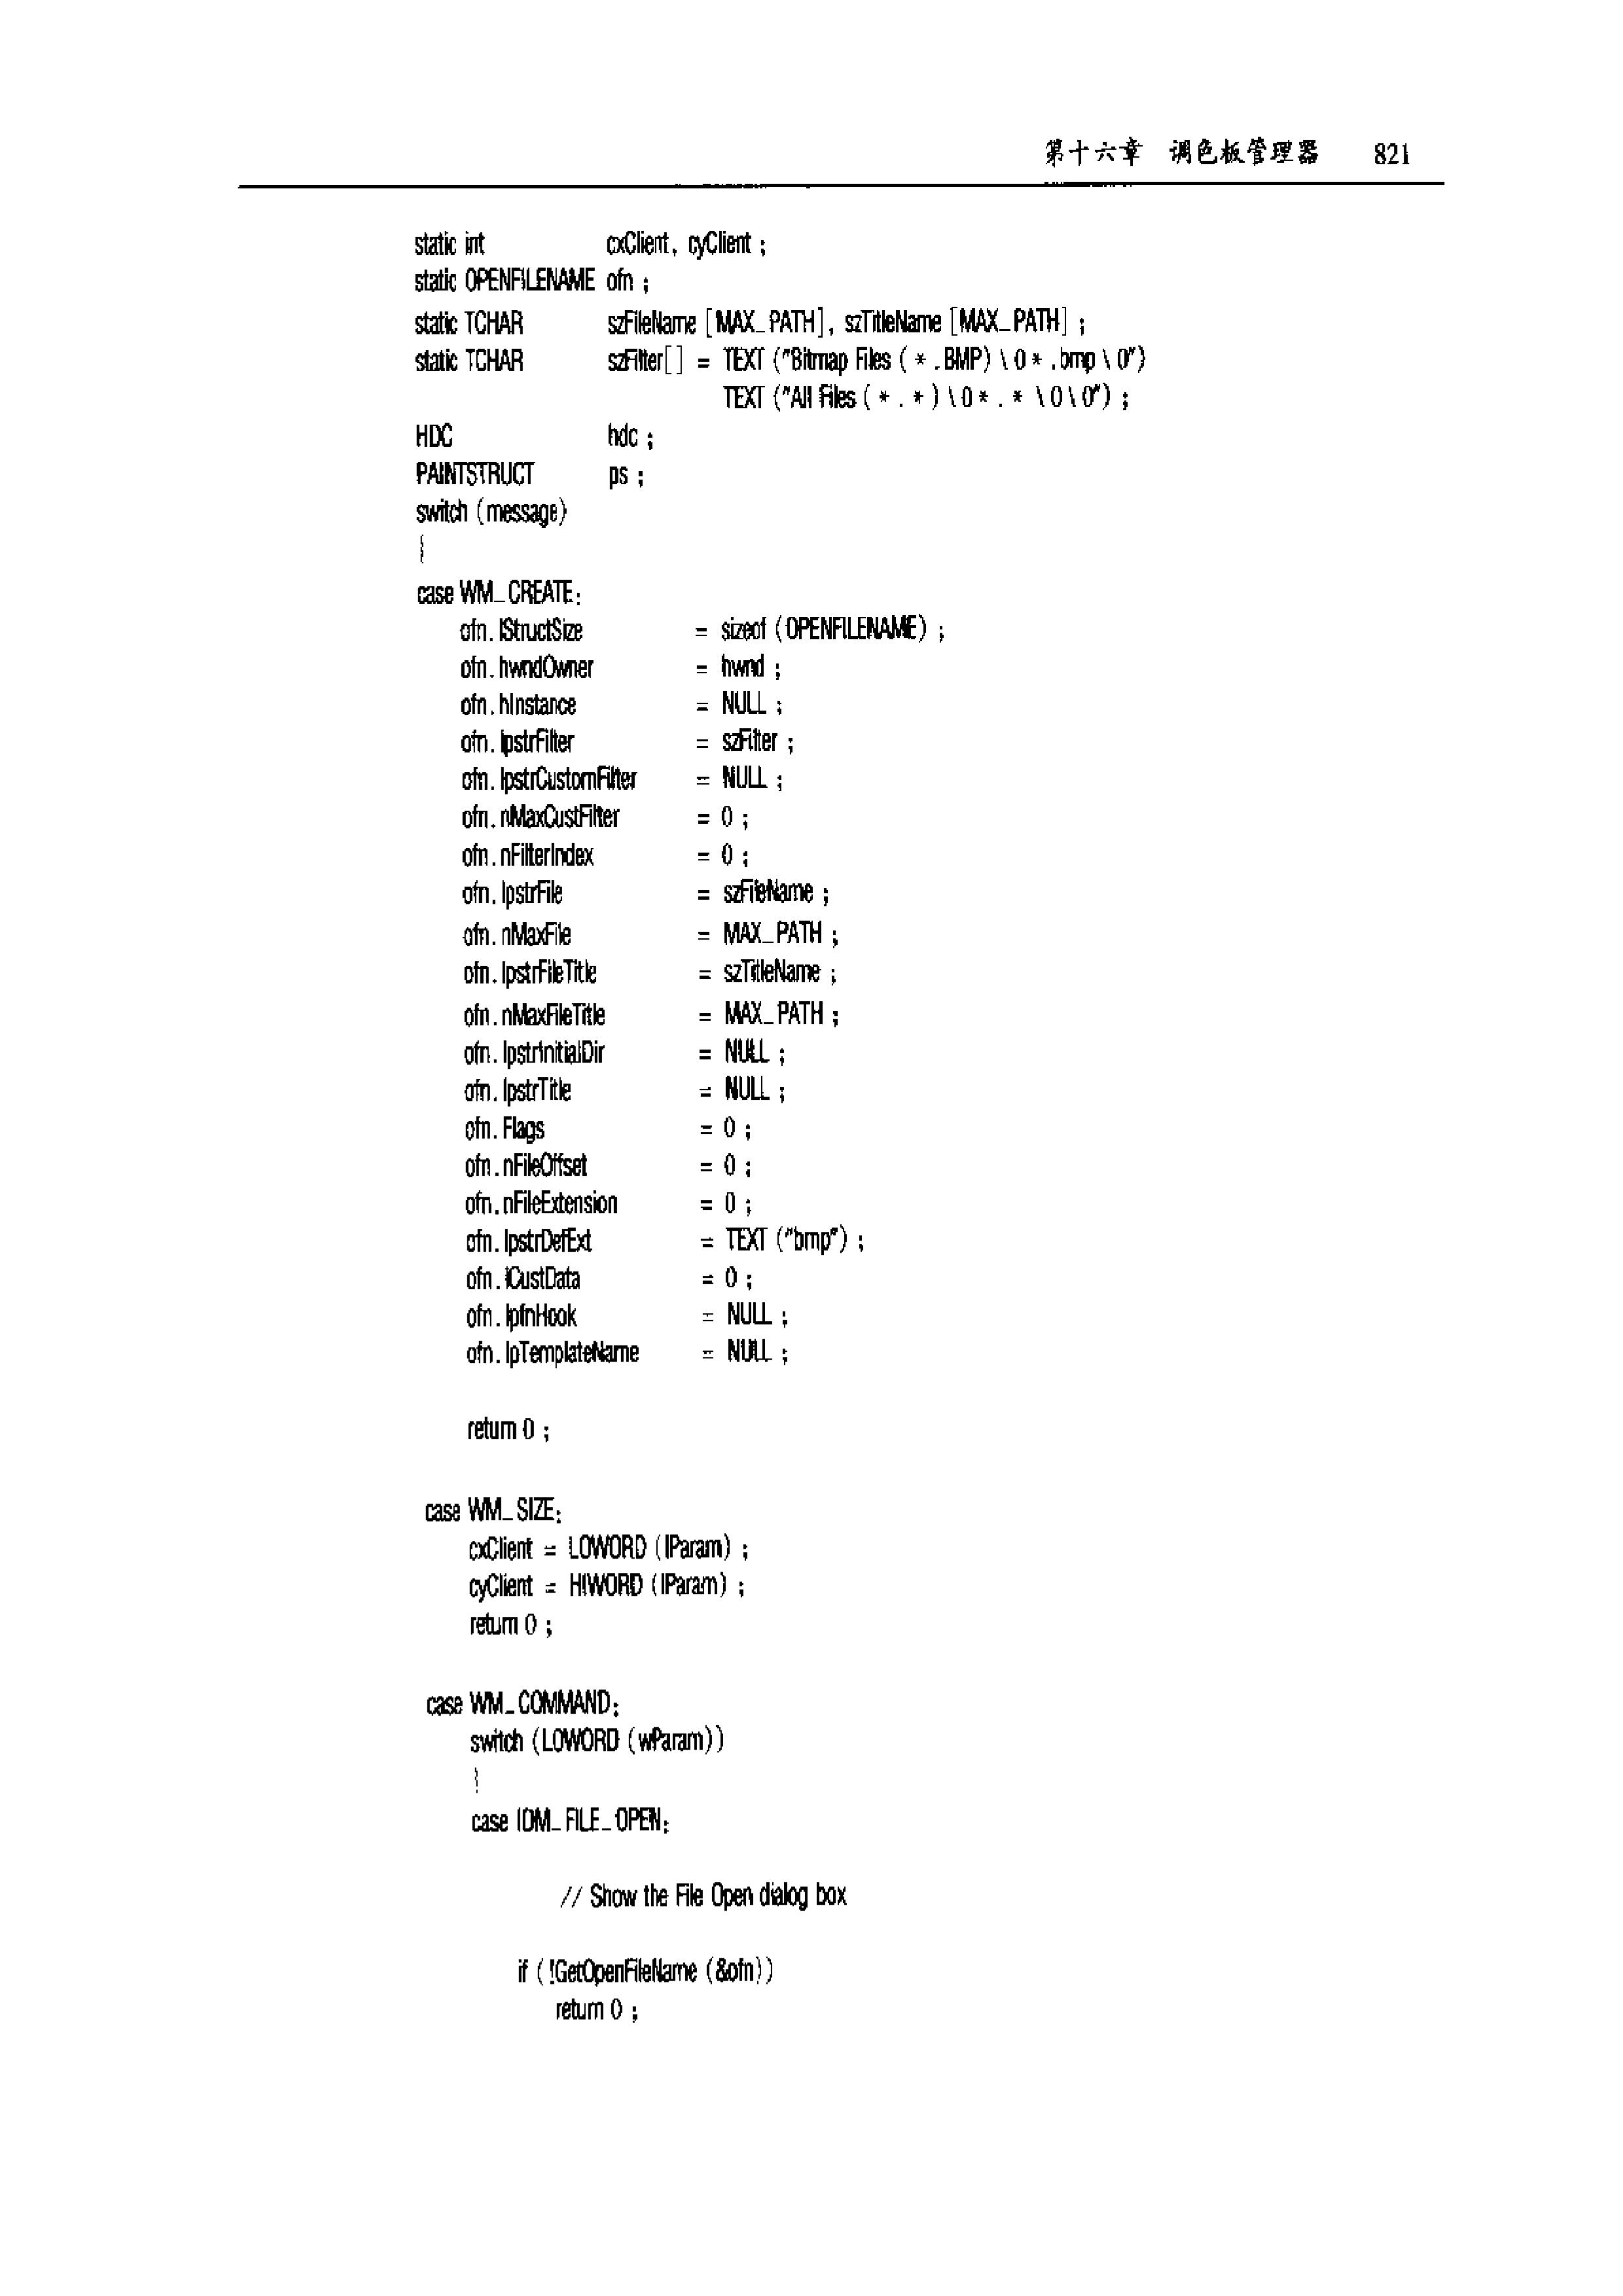 第十六章 调色板管理器 821
static int cxClient, cyClient ;
static OPENFILENAME ofn ;
static TCHAR szFileName [MAX_PATH], szTitleName [MAX_PATH] ;
static TCHAR szFilter[] = TEXT ("Bitmap Files (*.BMP)\0*.bmp\0")
TEXT ("All Files (*.*)\0*.*\0\0") ;
HDC hdc ;
PAINTSTRUCT ps ;
switch (message)
{
case WM_CREATE:
ofn.lStructSize = sizeof (OPENFILENAME) ;
ofn.hwndOwner = hwnd ;
ofn.hInstance = NULL ;
ofn.lpstrFilter = szFilter ;
ofn.lpstrCustomFilter = NULL ;
ofn.nMaxCustFilter = 0 ;
ofn.nFilterIndex = 0 ;
ofn.lpstrFile = szFileName ;
ofn.nMaxFile = MAX_PATH ;
ofn.lpstrFileTitle = szTitleName ;
ofn.nMaxFileTitle = MAX_PATH ;
ofn.lpstrInitialDir = NULL ;
ofn.lpstrTitle = NULL ;
ofn.Flags = 0 ;
ofn.nFileOffset = 0 ;
ofn.nFileExtension = 0 ;
ofn.lpstrDefExt = TEXT ("bmp") ;
ofn.lCustData = 0 ;
ofn.lpfnHook = NULL ;
ofn.lpTemplateName = NULL ;
return 0 ;
case WM_SIZE:
cxClient = LOWORD (lParam) ;
cyClient = HIWORD (lParam) ;
return 0 ;
case WM_COMMAND:
switch (LOWORD (wParam))
{
case IDM_FILE_OPEN:
// Show the File Open dialog box
if (!GetOpenFileName (&ofn))
return 0 ;